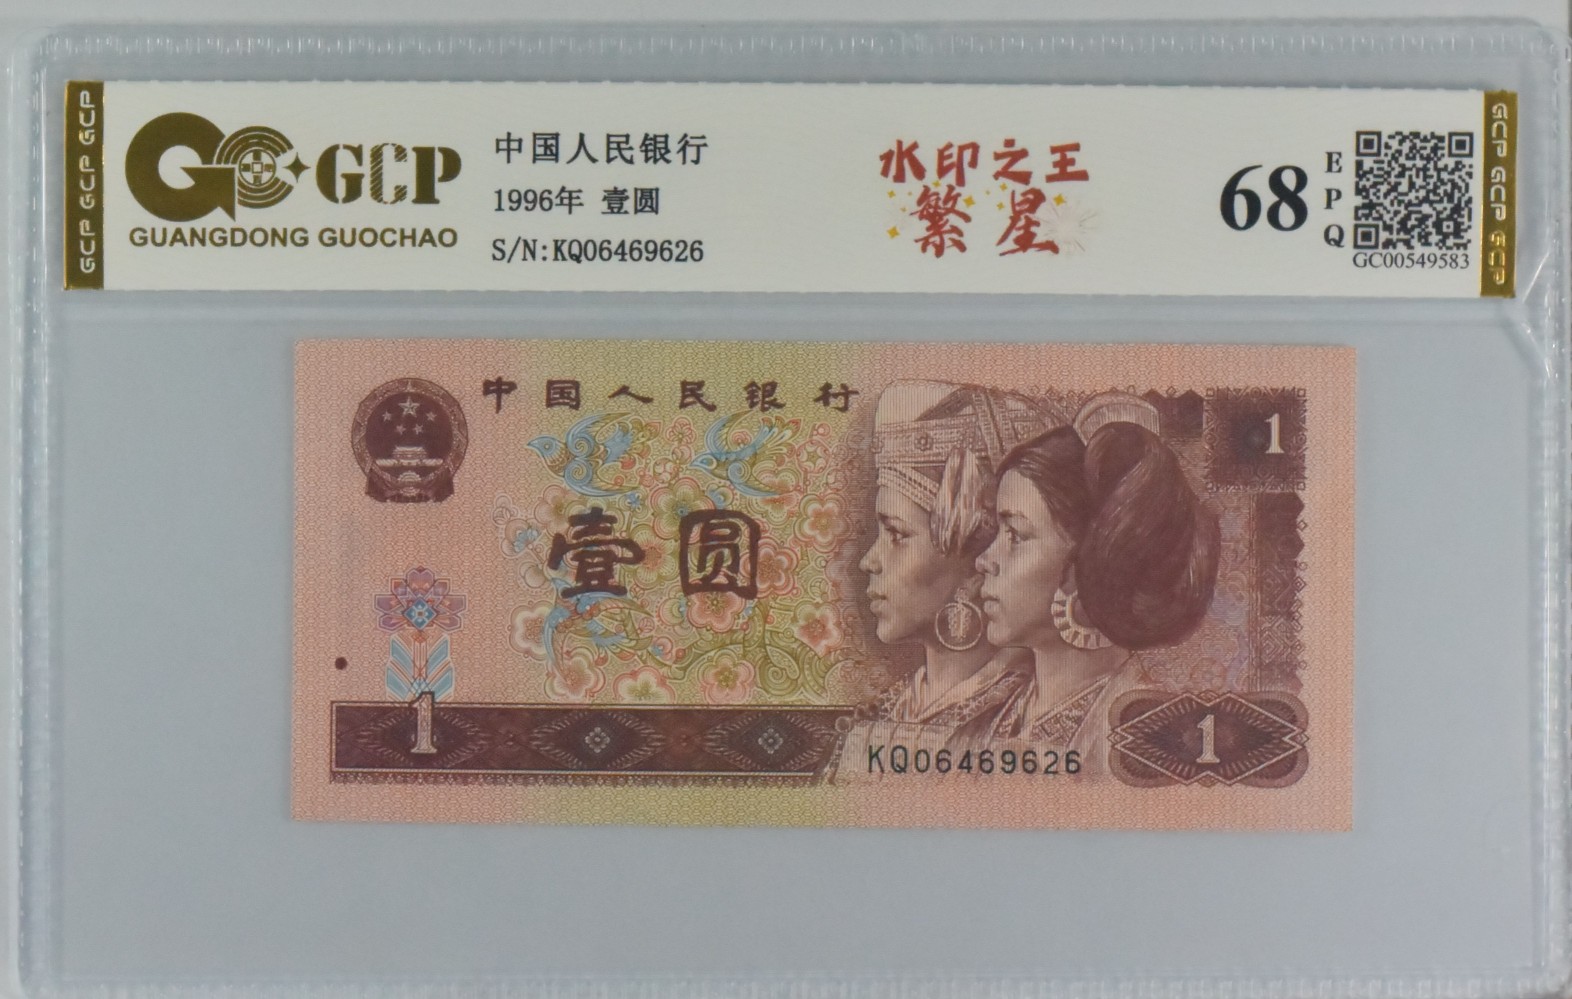 GCP
GUANGDONG GUOCHAO
中国人民银行
1996年 壹圆
S/N:KQ06469626
水印之王
繁星
68
EPQ
GC00549583
GCP GCP GCP GCP
GCP GCP GCP
中国人民银行
1
壹圆
1
KQ06469626
1